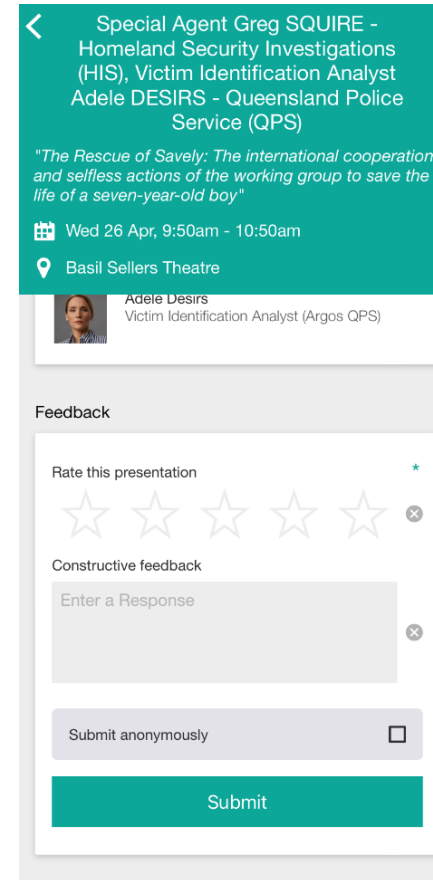 Special Agent Greg SQUIRE -
Homeland Security Investigations
(HIS), Victim Identification Analyst
Adele DESIRS - Queensland Police
Service (QPS)
"The Rescue of Savely: The international cooperation
and selfless actions of the working group to save the
life of a seven-year-old boy"
Wed 26 Apr, 9:50am - 10:50am
Basil Sellers Theatre
Adele Desirs
Victim Identification Analyst (Argos QPS)
Feedback
Rate this presentation *
Constructive feedback
Enter a Response
Submit anonymously
Submit